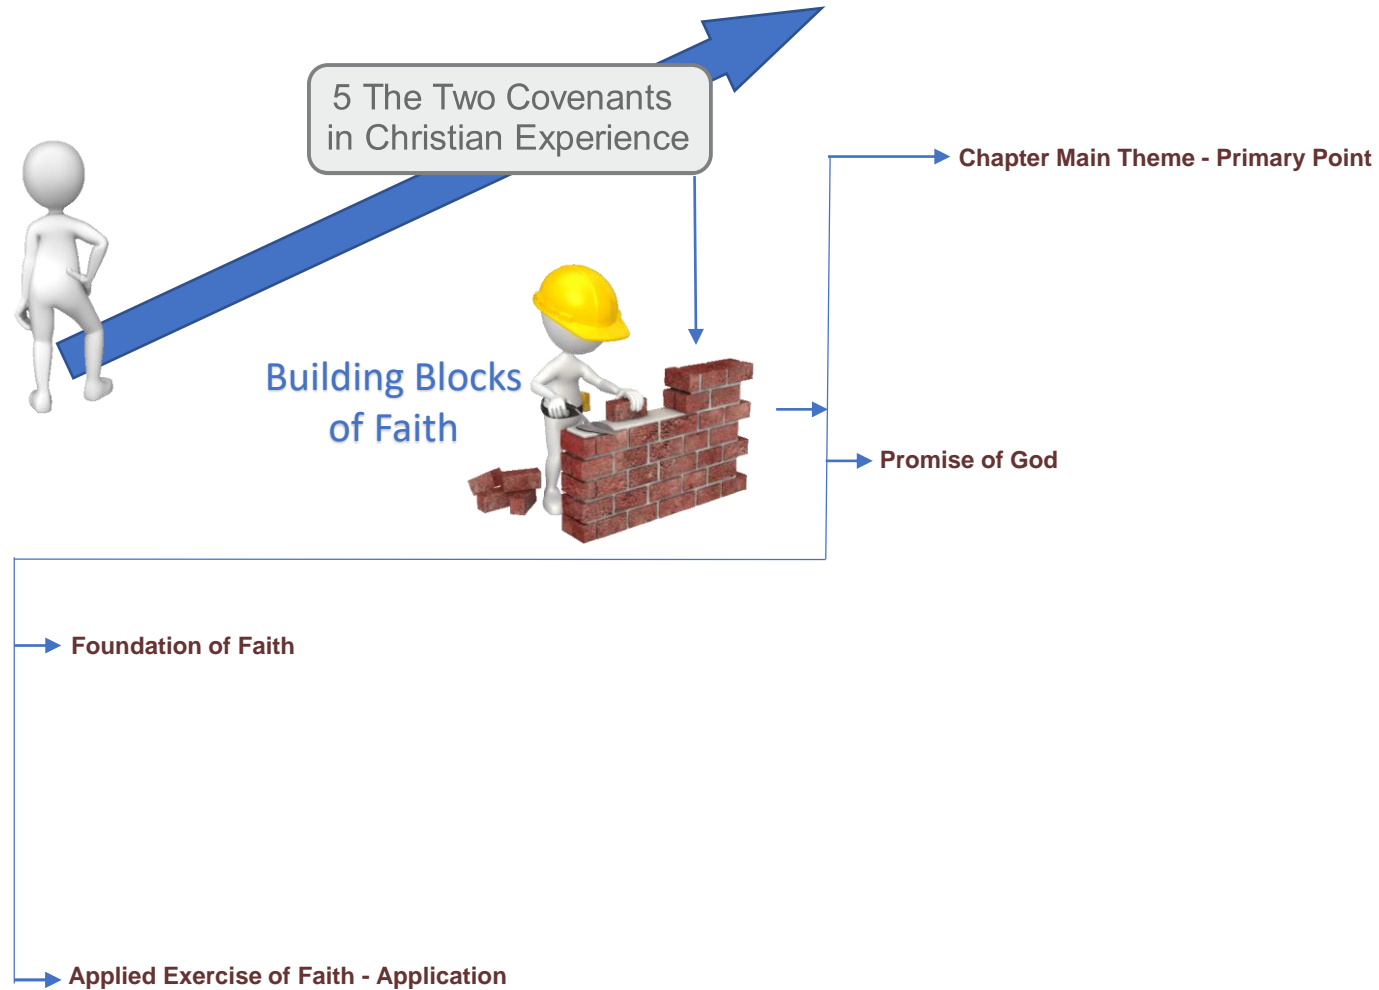 5 The Two Covenants
in Christian Experience
Chapter Main Theme - Primary Point
Building Blocks
of Faith
Promise of God
Foundation of Faith
Applied Exercise of Faith - Application